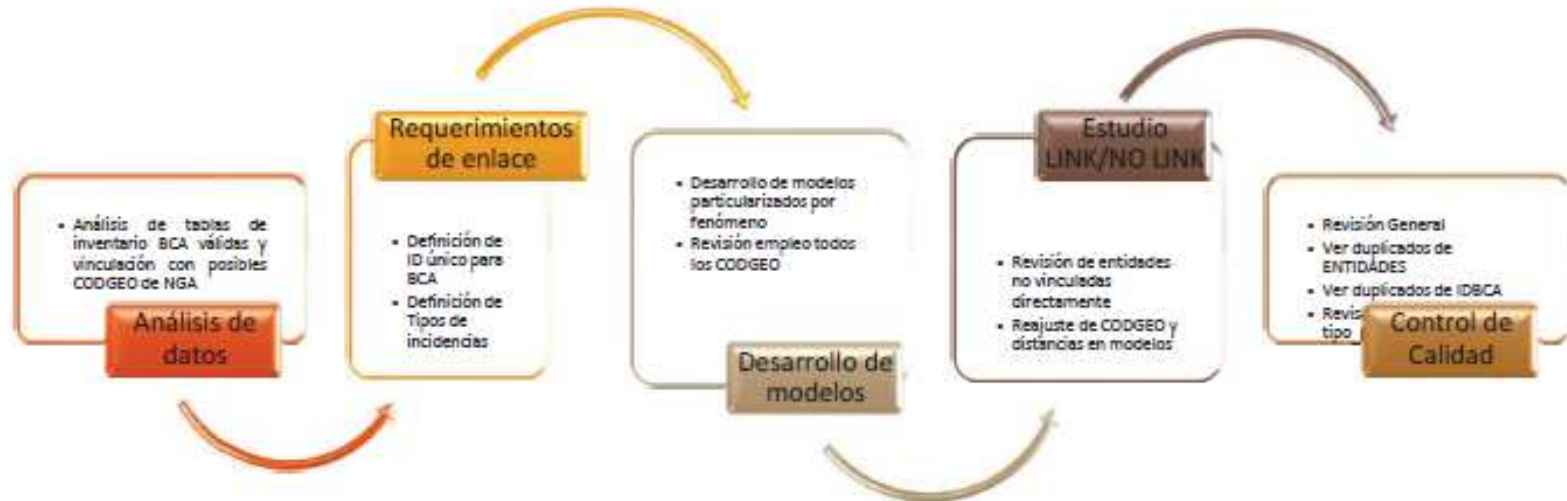 • Análisis de tablas de
inventario BCA válidas y
vinculación con posibles
CODGEO de NGA
Análisis de
datos
Requerimientos
de enlace
• Definición de
ID único para
BCA
• Definición de
Tipos de
incidencias
• Desarrollo de modelos
particularizados por
fenómeno
• Revisión empleo todos
los CODGEO
Desarrollo de
modelos
Estudio
LINK/NO LINK
• Revisión de entidades
no vinculadas
directamente
• Reajuste de CODGEO y
distancias en modelos
• Revisión General
• Ver duplicados de
ENTIDADES
• Ver duplicados de IDBCA
•
tipo
Control de
Calidad